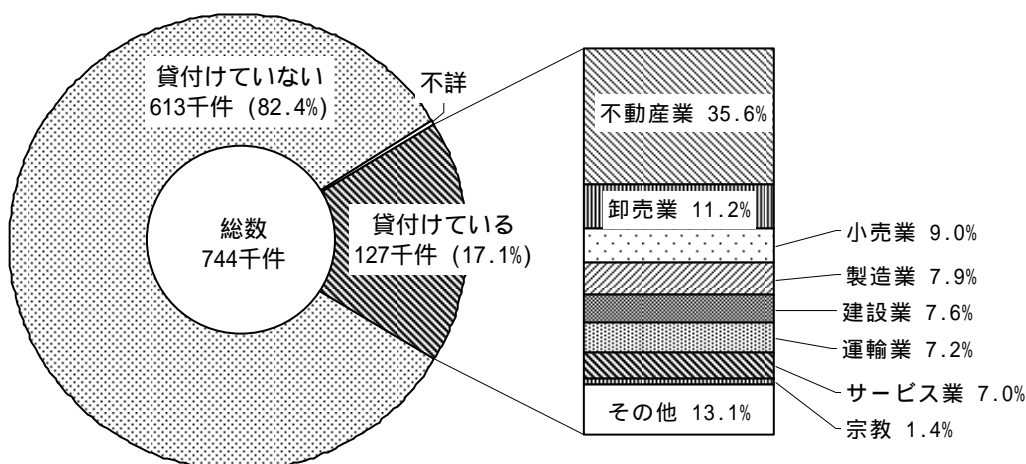 貸付けていない
613千件 (82.4%)
不詳
総数
744千件
貸付けている
127千件 (17.1%)
不動産業 35.6%
卸売業 11.2%
小売業 9.0%
製造業 7.9%
建設業 7.6%
運輸業 7.2%
サービス業 7.0%
宗教 1.4%
その他 13.1%